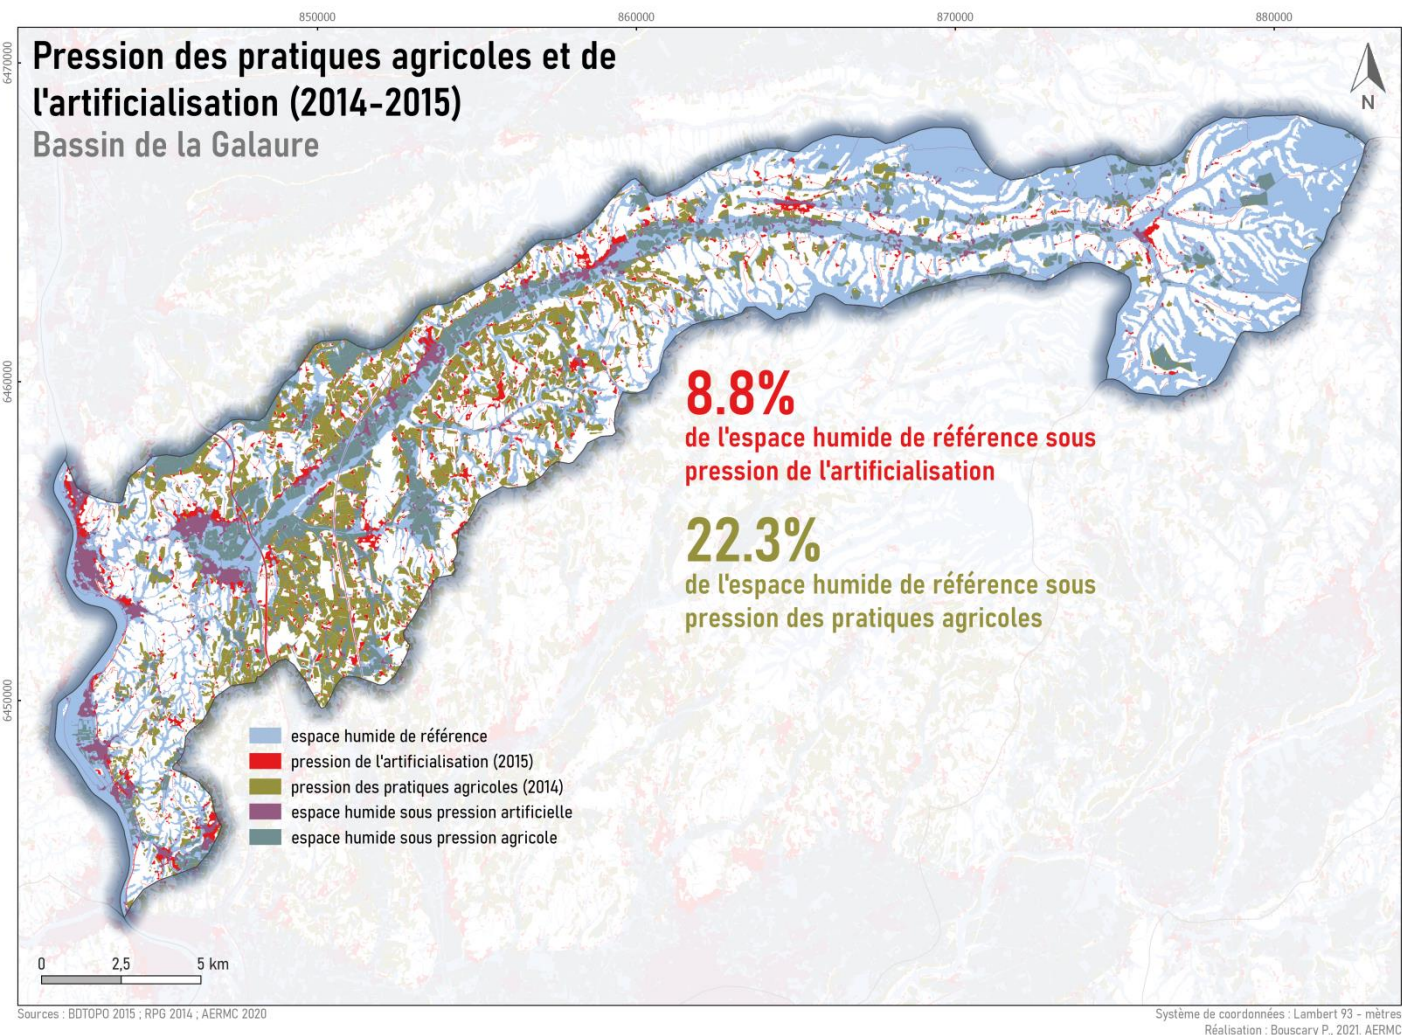 850000
860000
870000
880000
6470000
6460000
6450000
Pression des pratiques agricoles et de
l'artificialisation (2014-2015)
Bassin de la Galaure
N
8.8%
de l'espace humide de référence sous
pression de l'artificialisation
22.3%
de l'espace humide de référence sous
pression des pratiques agricoles
espace humide de référence
pression de l'artificialisation (2015)
pression des pratiques agricoles (2014)
espace humide sous pression artificielle
espace humide sous pression agricole
0 2,5 5 km
Sources : BDTOPO 2015 ; RPG 2014 ; AERMC 2020
Système de coordonnées : Lambert 93 - mètres
Réalisation : Bouscary P., 2021. AERMC